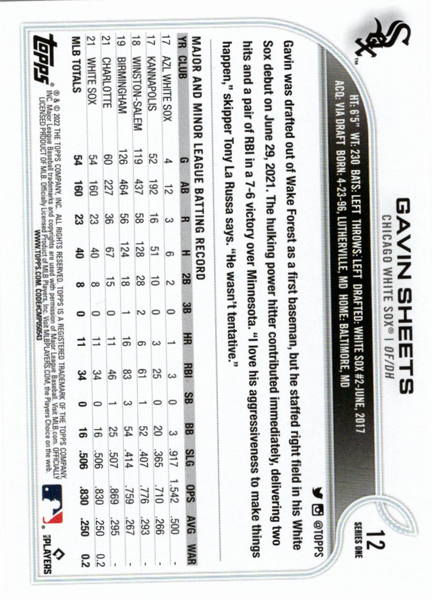 GAVIN SHEETS
CHICAGO WHITE SOX® | OF/DH
12
SERIES ONE
HT: 6'5" WT: 230 BATS: LEFT THROWS: LEFT DRAFTED: WHITE SOX #2-JUNE, 2017
ACQ: VIA DRAFT BORN: 4-23-96, LUTHERVILLE, MD HOME: BALTIMORE, MD
@TOPPS
Gavin was drafted out of Wake Forest as a first baseman, but he staffed right field in his White
Sox debut on June 29, 2021. The hulking power hitter contributed immediately, delivering two
hits and a pair of RBI in a 7-6 victory over Minnesota. "I love his aggressiveness to make things
happen," skipper Tony La Russa says. "He wasn't tentative."
MAJOR AND MINOR LEAGUE BATTING RECORD
YR CLUB G AB R H 2B 3B HR RBI SB BB SLG OPS AVG WAR
17 AZL WHITE SOX 4 12 3 6 2 0 1 3 0 3 .917 1.542 .500 -
17 KANNAPOLIS 52 192 16 51 10 0 3 25 0 20 .365 .710 .266 -
18 WINSTON-SALEM 119 437 58 128 28 2 6 61 1 52 .407 .776 .293 -
19 BIRMINGHAM 126 464 56 124 18 1 16 83 3 54 .414 .759 .267 -
21 CHARLOTTE 60 227 36 67 15 0 11 46 1 25 .507 .869 .295 -
21 WHITE SOX 54 160 23 40 8 0 11 34 0 16 .506 .830 .250 0.2
MLB TOTALS 54 160 23 40 8 0 11 34 0 16 .506 .830 .250 0.2
topps
® & © 2022 THE TOPPS COMPANY, INC. ALL RIGHTS RESERVED. TOPPS IS A REGISTERED TRADEMARK OF THE TOPPS COMPANY,
INC. Major League Baseball trademarks and copyrights are used with permission of Major League Baseball. Visit MLB.com. OFFICIALLY
LICENSED PRODUCT OF MLB PLAYERS, INC. Officially Licensed Product of MLB Players, Inc. Visit MLBPLAYERS.com, the Players Choice on the web.
WWW.TOPPS.COM. CODE#CMP050543
PLAYERS